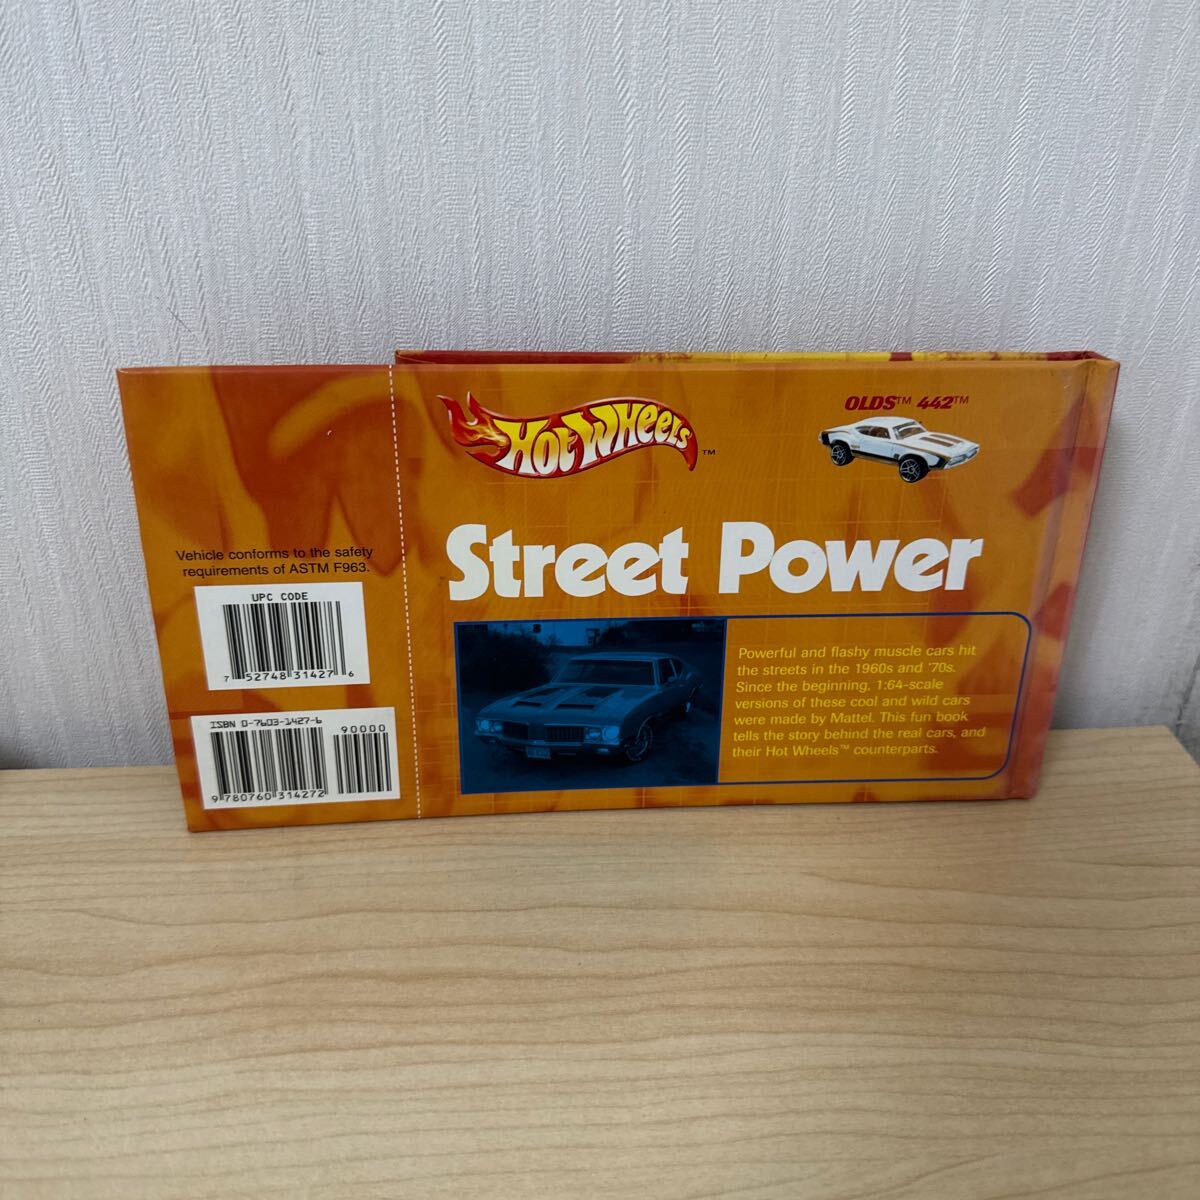 Vehicle conforms to the safety
requirements of ASTM F963.
UPC CODE
7 52748 31427 6
ISBN 0-7603-1427-6
90000
9 780760 314272
HOT WHEELS™
OLDS™ 442™
Street Power
Powerful and flashy muscle cars hit
the streets in the 1960s and '70s.
Since the beginning, 1:64-scale
versions of these cool and wild cars
were made by Mattel. This fun book
tells the story behind the real cars, and
their Hot Wheels™ counterparts.